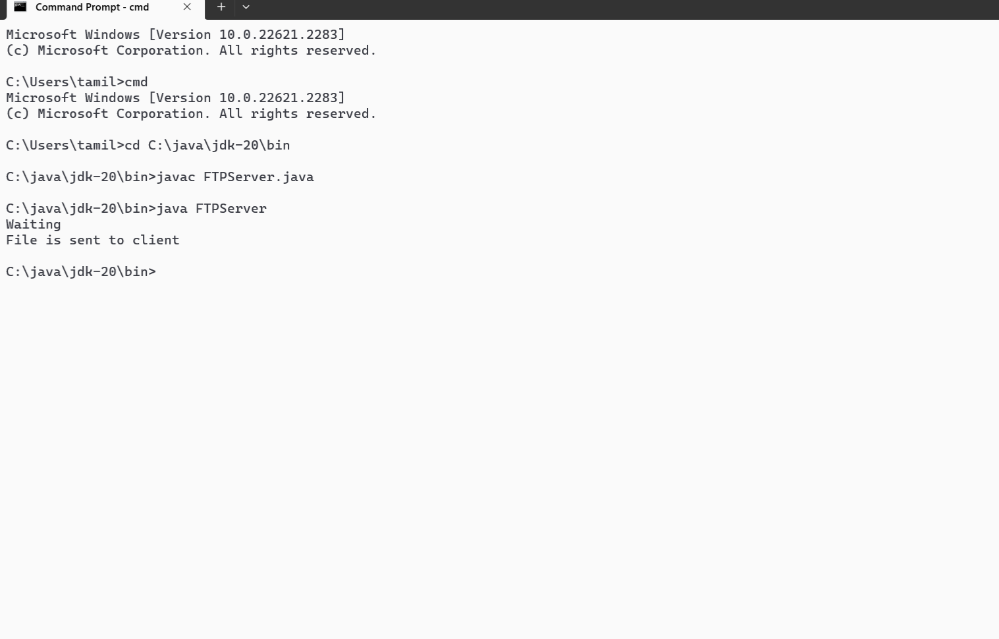 Command Prompt - cmd
Microsoft Windows [Version 10.0.22621.2283]
(c) Microsoft Corporation. All rights reserved.
C:\Users\tamil>cmd
Microsoft Windows [Version 10.0.22621.2283]
(c) Microsoft Corporation. All rights reserved.
C:\Users\tamil>cd C:\java\jdk-20\bin
C:\java\jdk-20\bin>javac FTPServer.java
C:\java\jdk-20\bin>java FTPServer
Waiting
File is sent to client
C:\java\jdk-20\bin>